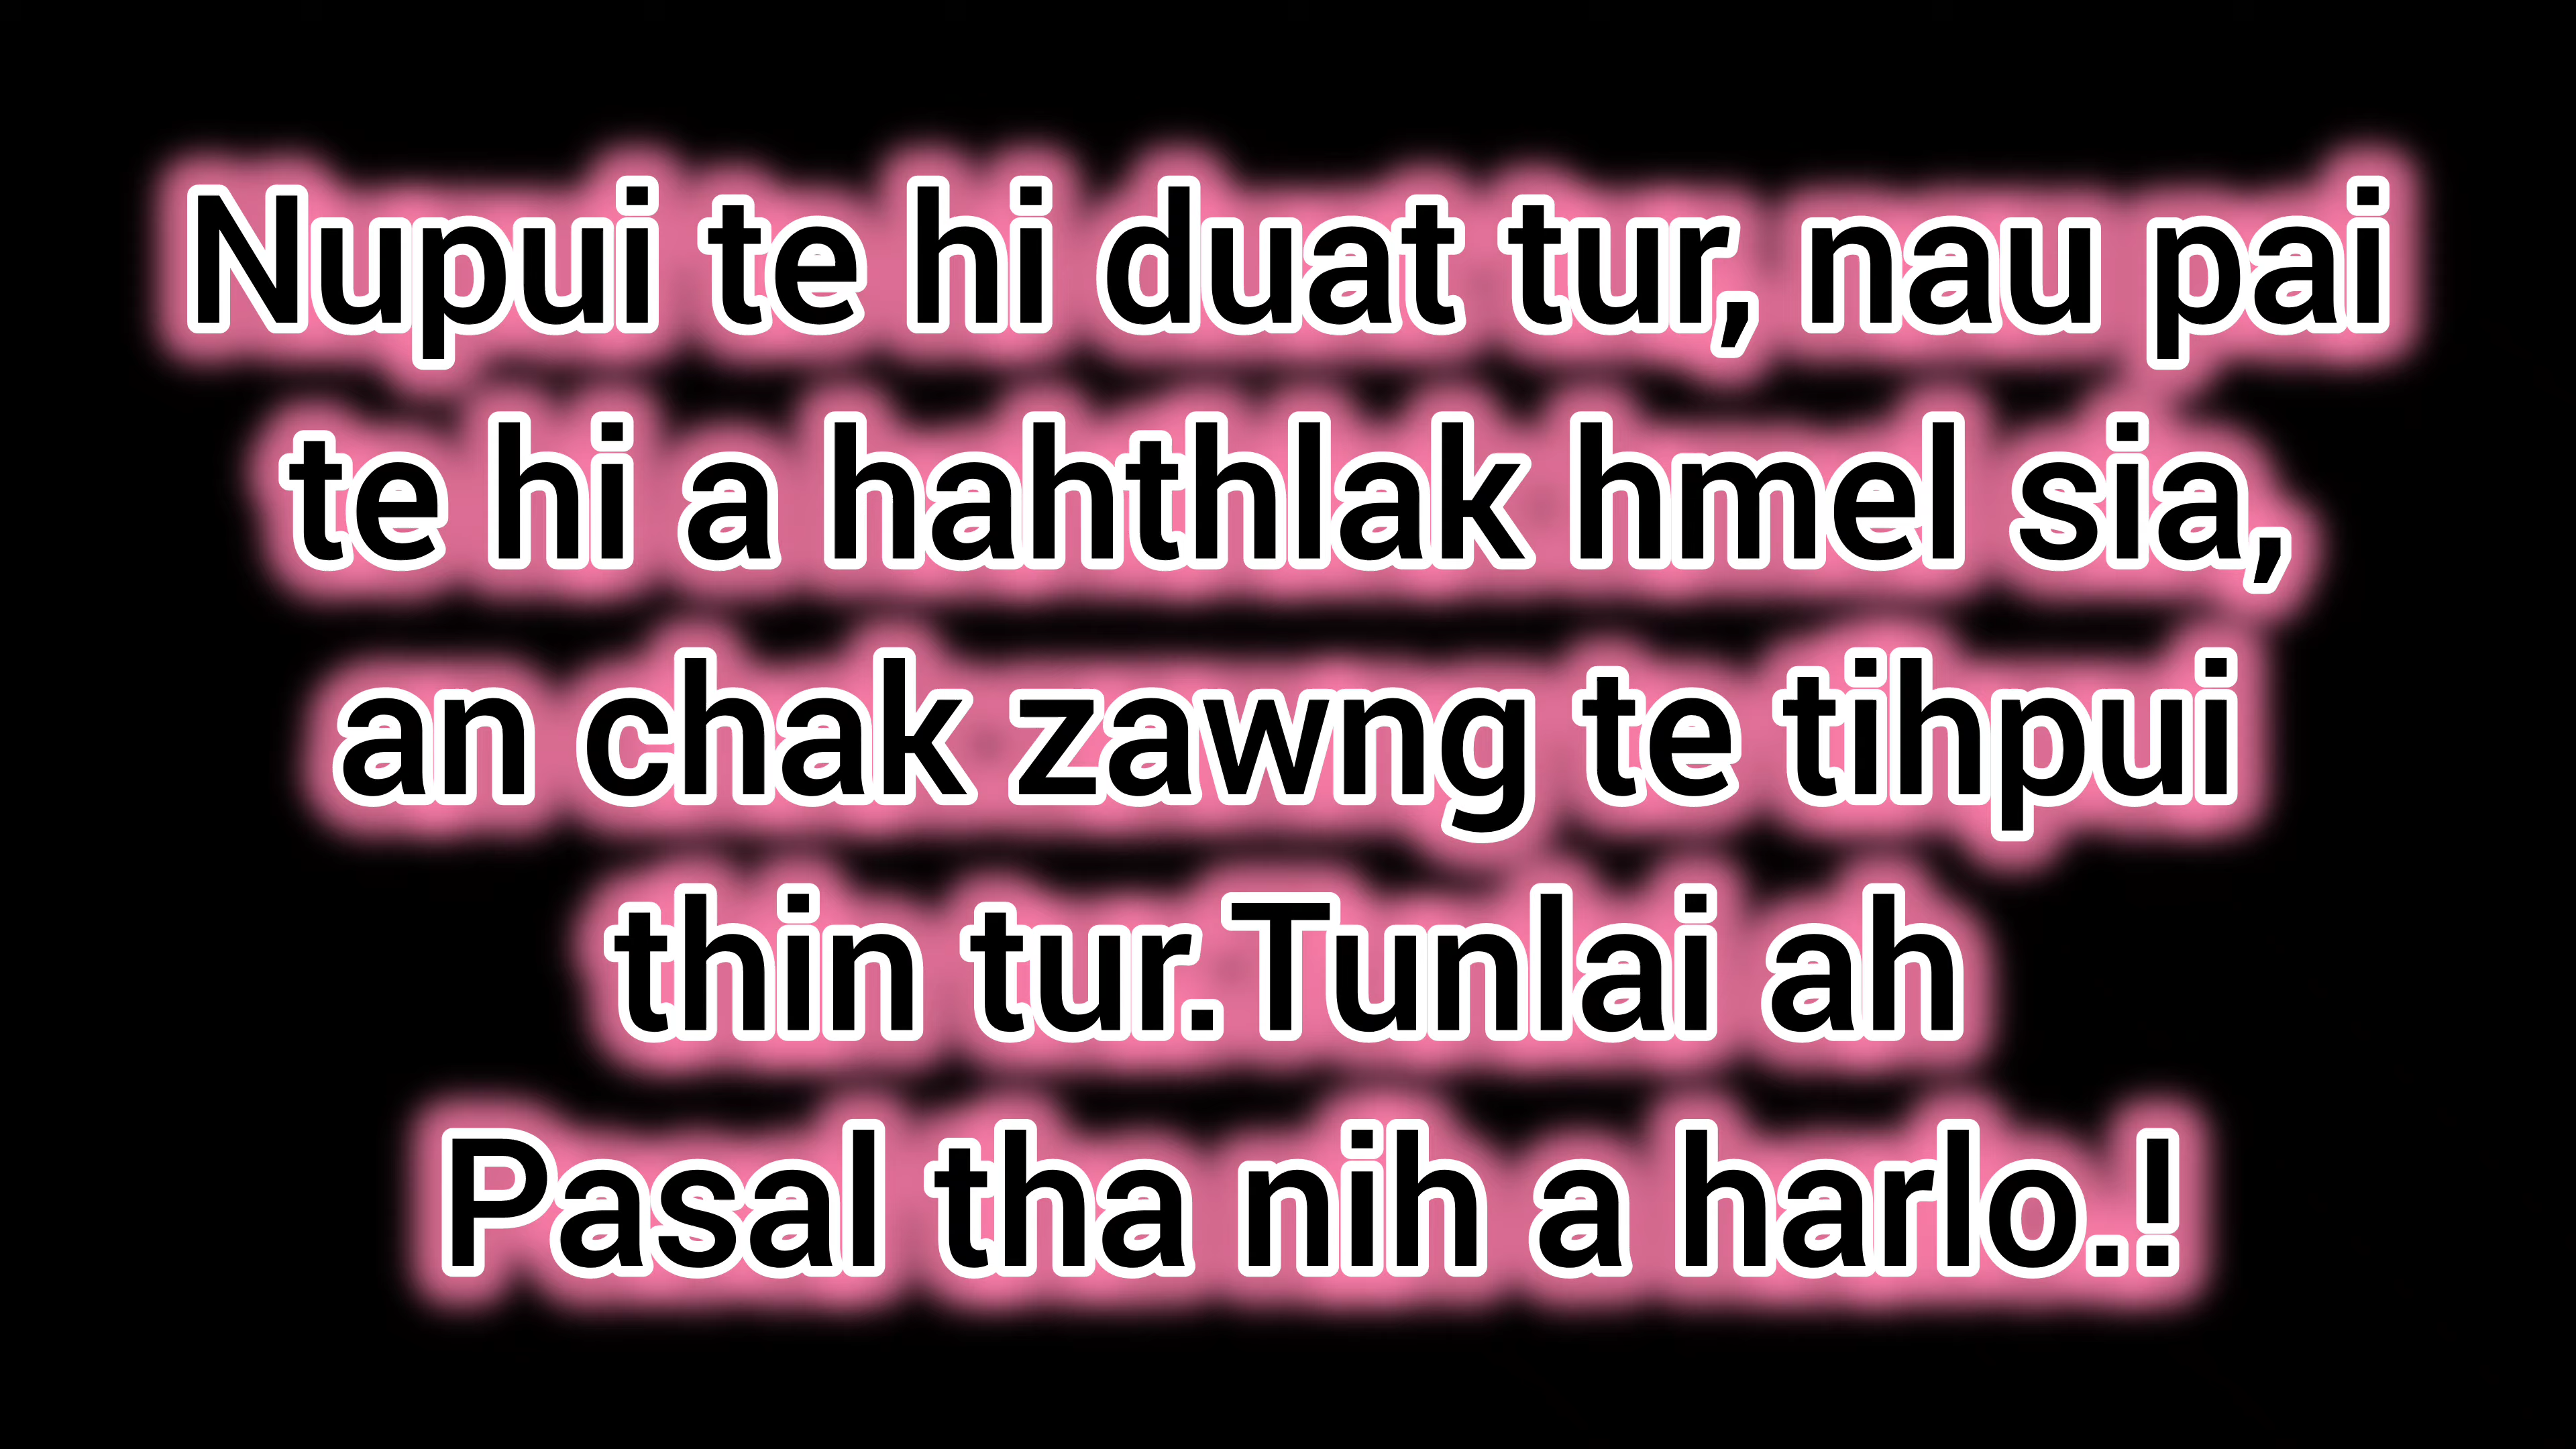 Nupui te hi duat tur, nau pai
te hi a hahthlak hmel sia,
an chak zawng te tihpui
thin tur.Tunlai ah
Pasal tha nih a harlo.!